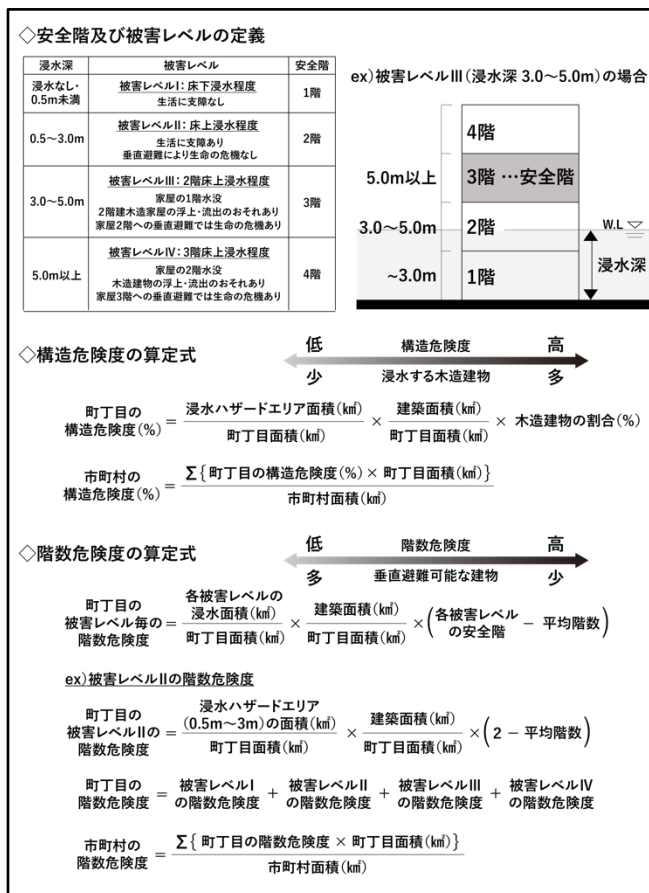 ◇安全階及び被害レベルの定義
浸水深 被害レベル 安全階
浸水なし・
0.5m未満
被害レベルⅠ：床下浸水程度
生活に支障なし
1階
0.5～3.0m
被害レベルⅡ：床上浸水程度
生活に支障あり
垂直避難により生命の危機なし
2階
3.0～5.0m
被害レベルⅢ：2階床上浸水程度
家屋の1階水没
2階建木造家屋の浮上・流出のおそれあり
家屋2階への垂直避難では生命の危機あり
3階
5.0m以上
被害レベルⅣ：3階床上浸水程度
家屋の2階水没
木造建物の浮上・流出のおそれあり
家屋3階への垂直避難では生命の危機あり
4階
ex)被害レベルⅢ(浸水深 3.0～5.0m)の場合
4階
5.0m以上 3階 …安全階
3.0～5.0m 2階 W.L
~3.0m 1階 浸水深
◇構造危険度の算定式
低 構造危険度 高
少 浸水する木造建物 多
町丁目の
構造危険度(%) = 浸水ハザードエリア面積(㎢) / 町丁目面積(㎢) × 建築面積(㎢) / 町丁目面積(㎢) × 木造建物の割合(%)
市町村の
構造危険度(%) = Σ{町丁目の構造危険度(%) × 町丁目面積(㎢)} / 市町村面積(㎢)
◇階数危険度の算定式
低 階数危険度 高
多 垂直避難可能な建物 少
町丁目の
被害レベル毎の
階数危険度 = 各被害レベルの浸水面積(㎢) / 町丁目面積(㎢) × 建築面積(㎢) / 町丁目面積(㎢) × (各被害レベルの安全階 － 平均階数)
ex)被害レベルⅡの階数危険度
町丁目の
被害レベルⅡの
階数危険度 = 浸水ハザードエリア(0.5m～3m)の面積(㎢) / 町丁目面積(㎢) × 建築面積(㎢) / 町丁目面積(㎢) × (2 － 平均階数)
町丁目の
階数危険度 = 被害レベルⅠの階数危険度 + 被害レベルⅡの階数危険度 + 被害レベルⅢの階数危険度 + 被害レベルⅣの階数危険度
市町村の
階数危険度 = Σ{町丁目の階数危険度 × 町丁目面積(㎢)} / 市町村面積(㎢)